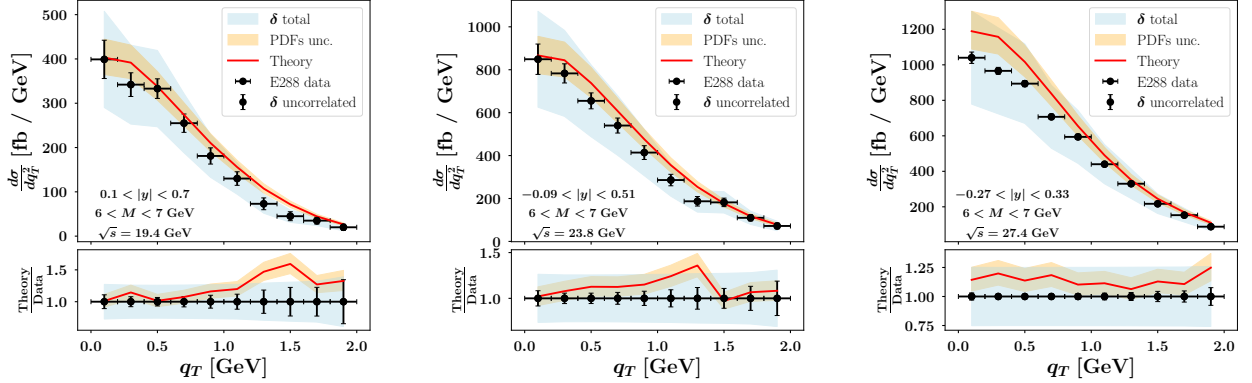 500
400
300
200
100
0
dσ/dq_T^2 [fb / GeV]
δ total
PDFs unc.
Theory
E288 data
δ uncorrelated
0.1 < |y| < 0.7
6 < M < 7 GeV
√s = 19.4 GeV
1.5
1.0
Theory/Data
0.0 0.5 1.0 1.5 2.0
q_T [GeV]
1000
800
600
400
200
0
dσ/dq_T^2 [fb / GeV]
δ total
PDFs unc.
Theory
E288 data
δ uncorrelated
−0.09 < |y| < 0.51
6 < M < 7 GeV
√s = 23.8 GeV
1.5
1.0
Theory/Data
0.0 0.5 1.0 1.5 2.0
q_T [GeV]
1200
1000
800
600
400
200
dσ/dq_T^2 [fb / GeV]
δ total
PDFs unc.
Theory
E288 data
δ uncorrelated
−0.27 < |y| < 0.33
6 < M < 7 GeV
√s = 27.4 GeV
1.25
1.00
0.75
Theory/Data
0.0 0.5 1.0 1.5 2.0
q_T [GeV]